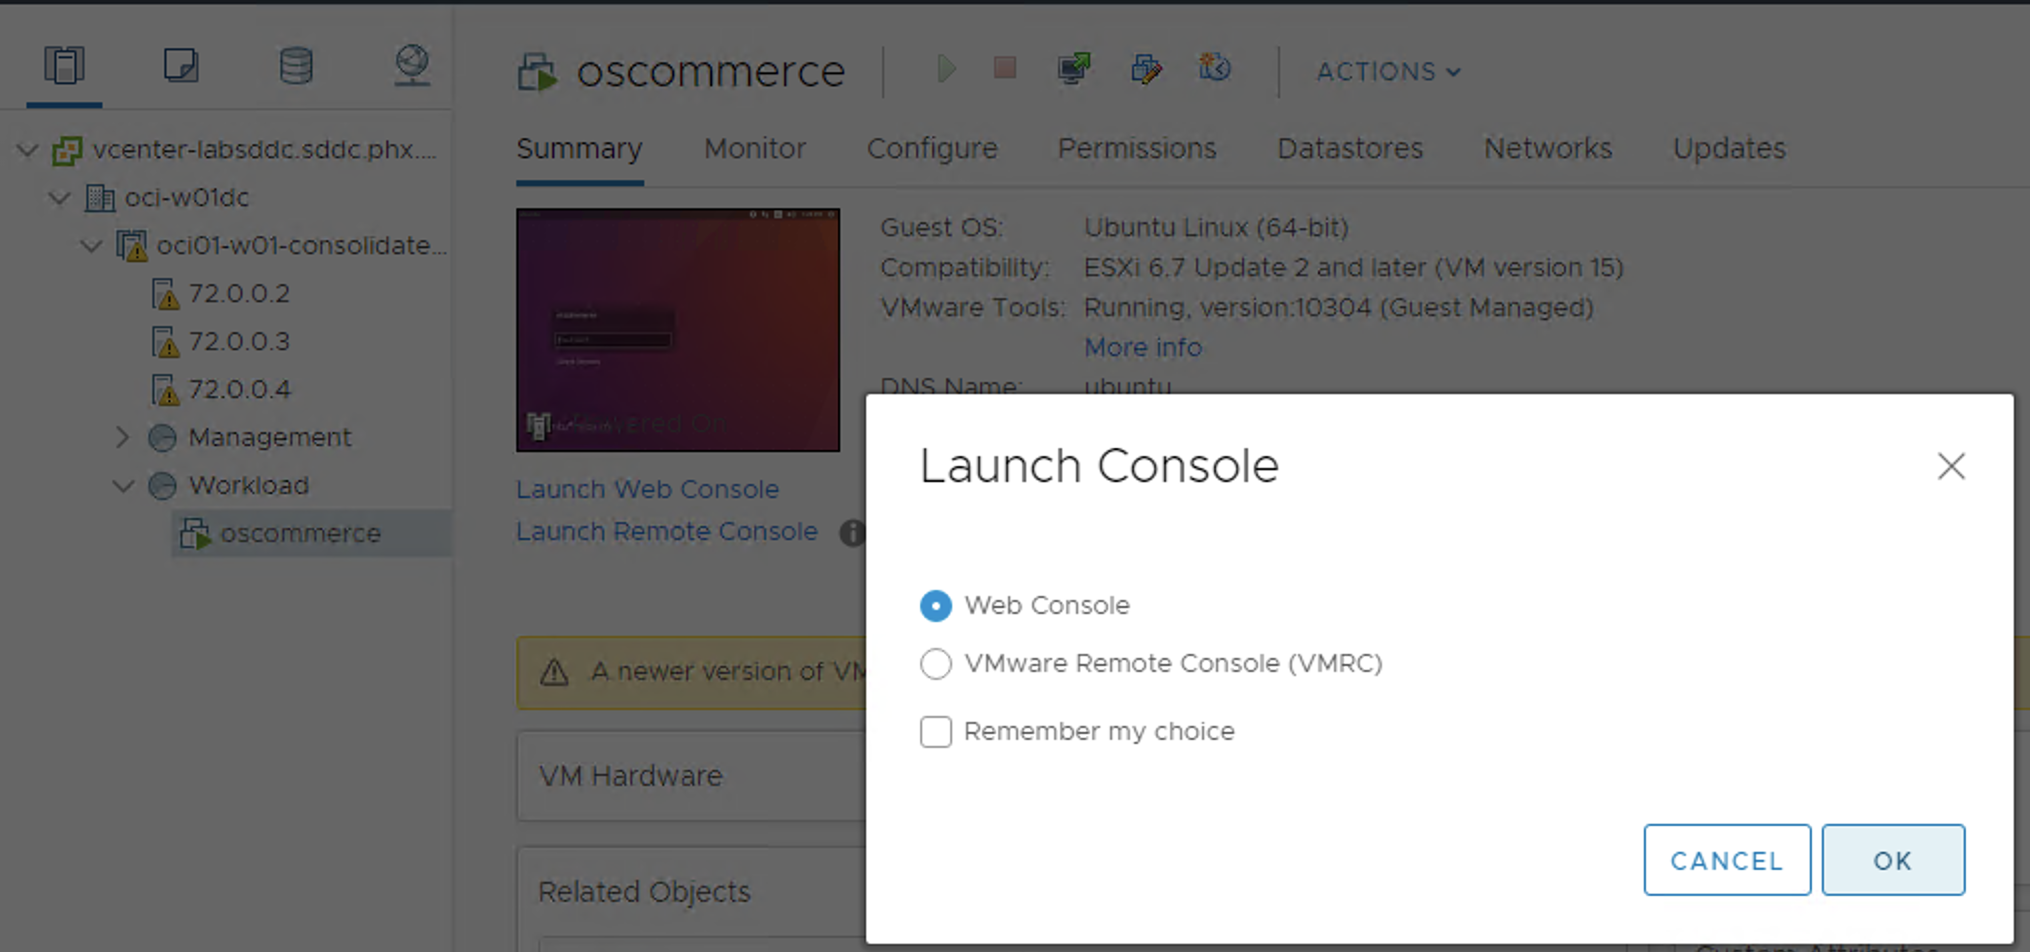 oscommerce
ACTIONS
vcenter-labsddc.sddc.phx....
oci-w01dc
oci01-w01-consolidate...
72.0.0.2
72.0.0.3
72.0.0.4
Management
Workload
oscommerce
Summary Monitor Configure Permissions Datastores Networks Updates
Guest OS: Ubuntu Linux (64-bit)
Compatibility: ESXi 6.7 Update 2 and later (VM version 15)
VMware Tools: Running, version:10304 (Guest Managed)
More info
DNS Name: ubuntu
Launch Web Console
Launch Remote Console
A newer version of VM
VM Hardware
Related Objects
Launch Console
Web Console
VMware Remote Console (VMRC)
Remember my choice
CANCEL OK
Custom Attributes